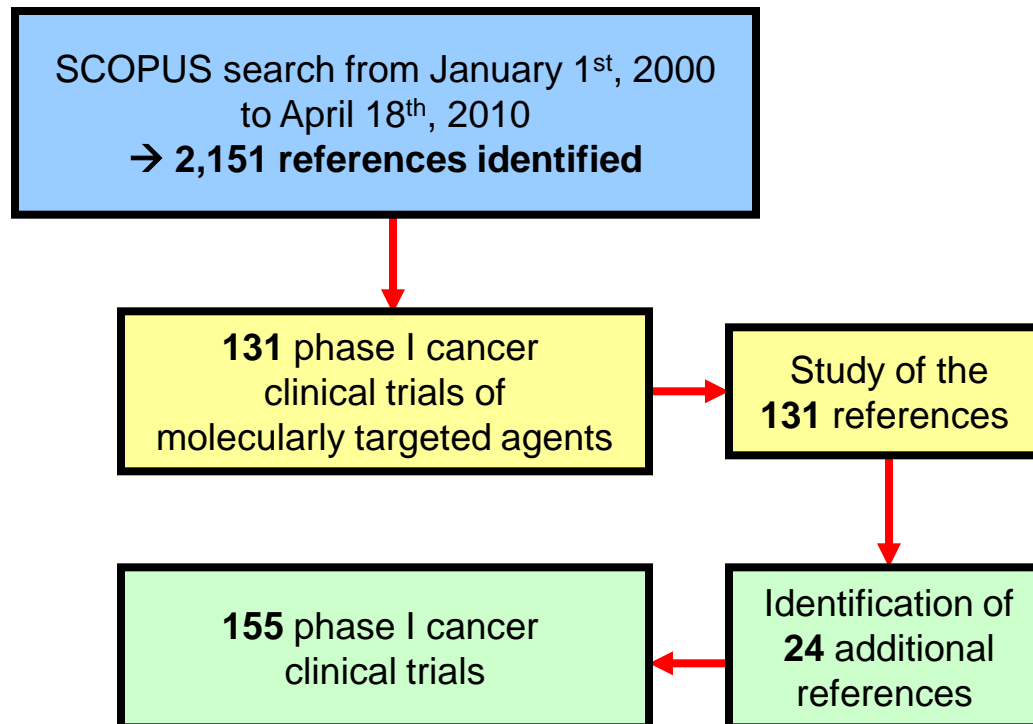 SCOPUS search from January 1st, 2000
to April 18th, 2010
→ 2,151 references identified
131 phase I cancer
clinical trials of
molecularly targeted agents
Study of the
131 references
Identification of
24 additional
references
155 phase I cancer
clinical trials